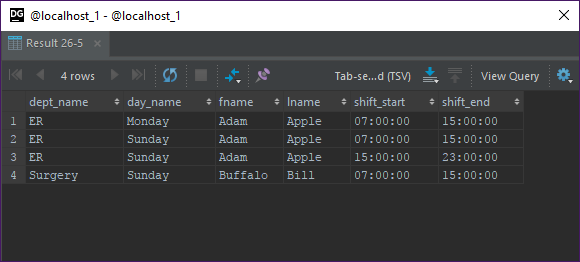 DG @localhost_1 - @localhost_1
Result 26-5
4 rows Tab-se...d (TSV) View Query
dept_name day_name fname lname shift_start shift_end
1 ER Monday Adam Apple 07:00:00 15:00:00
2 ER Sunday Adam Apple 07:00:00 15:00:00
3 ER Sunday Adam Apple 15:00:00 23:00:00
4 Surgery Sunday Buffalo Bill 07:00:00 15:00:00